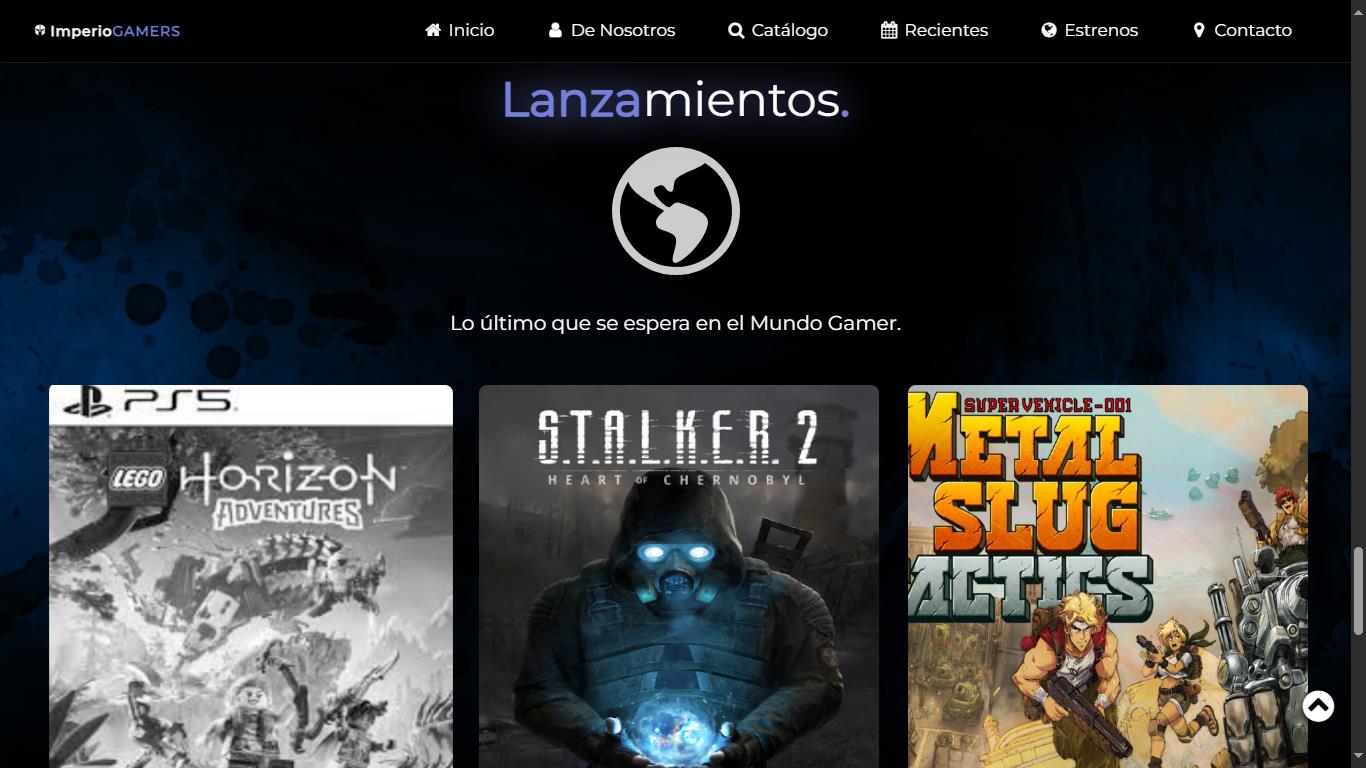 ImperioGAMERS
Inicio
De Nosotros
Catálogo
Recientes
Estrenos
Contacto
Lanzamientos.
Lo último que se espera en el Mundo Gamer.
PS5
LEGO HORIZON
ADVENTURES
S.T.A.L.K.E.R. 2
HEART OF CHERNOBYL
SUPER VEHICLE-001
METAL
SLUG
ACTICS